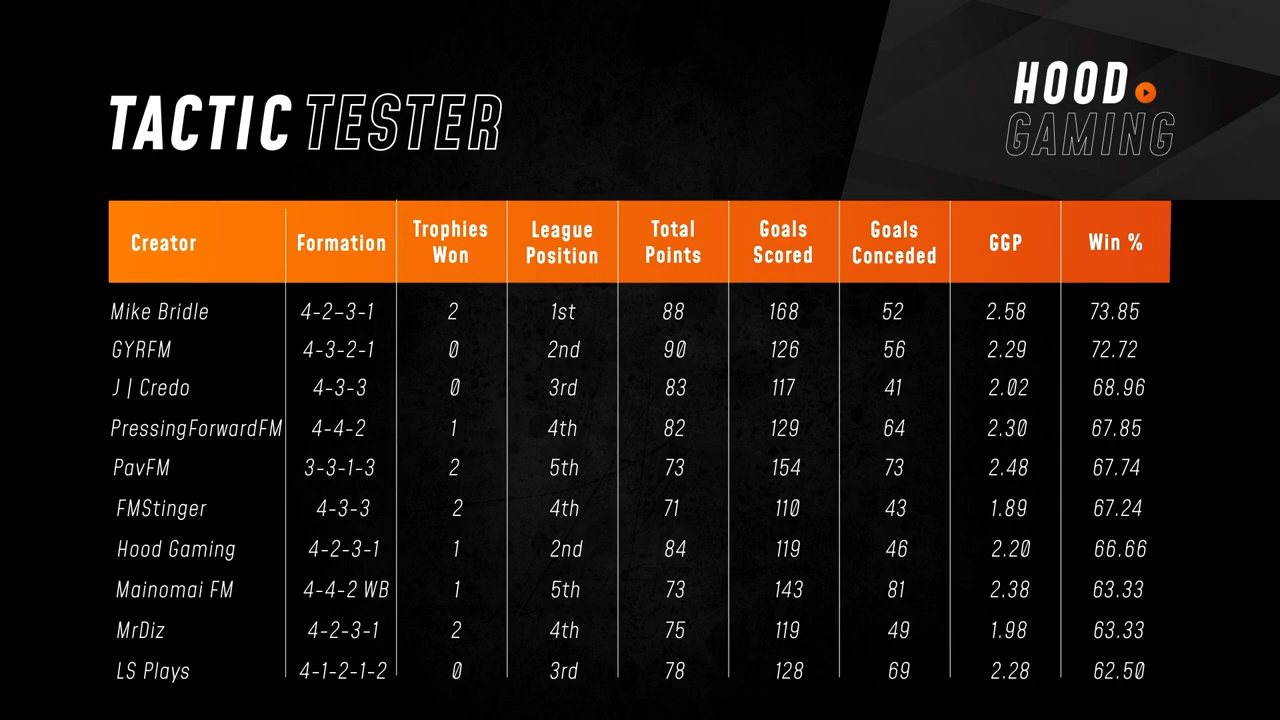 HOOD
GAMING
TACTIC TESTER
Creator Formation Trophies Won League Position Total Points Goals Scored Goals Conceded GGP Win %
Mike Bridle 4-2-3-1 2 1st 88 168 52 2.58 73.85
GYRFM 4-3-2-1 0 2nd 90 126 56 2.29 72.72
J | Credo 4-3-3 0 3rd 83 117 41 2.02 68.96
PressingForwardFM 4-4-2 1 4th 82 129 64 2.30 67.85
PavFM 3-3-1-3 2 5th 73 154 73 2.48 67.74
FMStinger 4-3-3 2 4th 71 110 43 1.89 67.24
Hood Gaming 4-2-3-1 1 2nd 84 119 46 2.20 66.66
Mainomai FM 4-4-2 WB 1 5th 73 143 81 2.38 63.33
MrDiz 4-2-3-1 2 4th 75 119 49 1.98 63.33
LS Plays 4-1-2-1-2 0 3rd 78 128 69 2.28 62.50